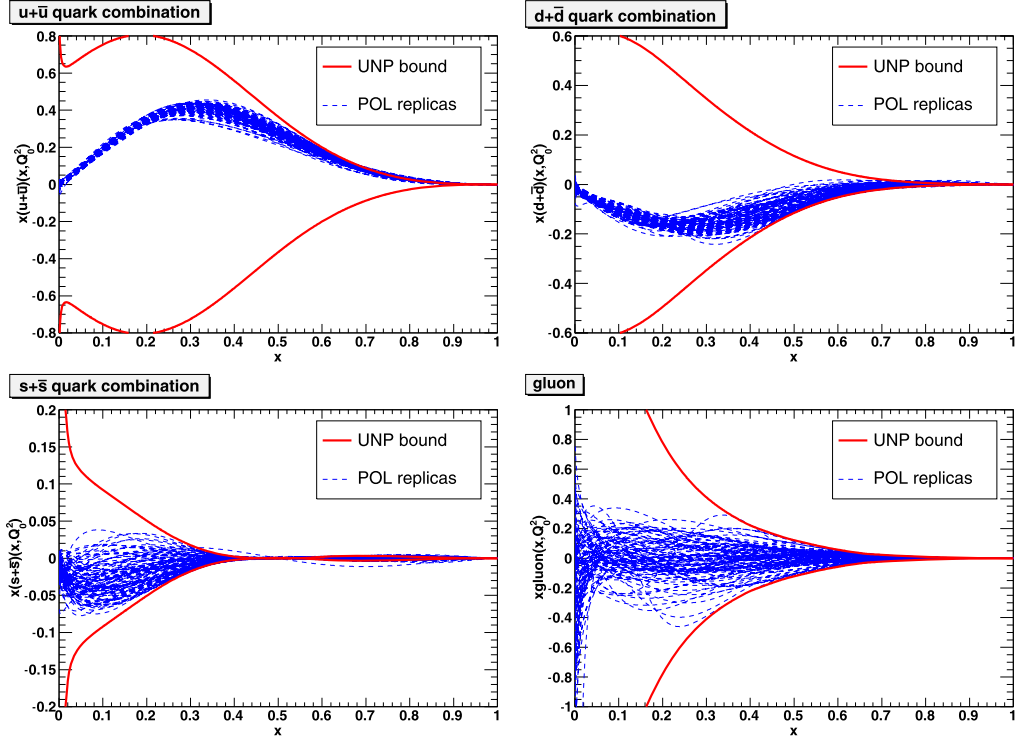 u+u̅ quark combination
x(u+u̅)(x,Q₀²)
0.8
0.6
0.4
0.2
0
-0.2
-0.4
-0.6
-0.8
UNP bound
POL replicas
0 0.1 0.2 0.3 0.4 0.5 0.6 0.7 0.8 0.9 1
x
d+d̅ quark combination
x(d+d̅)(x,Q₀²)
0.6
0.4
0.2
0
-0.2
-0.4
-0.6
UNP bound
POL replicas
0 0.1 0.2 0.3 0.4 0.5 0.6 0.7 0.8 0.9 1
x
s+s̅ quark combination
x(s+s̅)(x,Q₀²)
0.2
0.15
0.1
0.05
0
-0.05
-0.1
-0.15
-0.2
UNP bound
POL replicas
0 0.1 0.2 0.3 0.4 0.5 0.6 0.7 0.8 0.9 1
x
gluon
xgluon(x,Q₀²)
1
0.8
0.6
0.4
0.2
0
-0.2
-0.4
-0.6
-0.8
-1
UNP bound
POL replicas
0 0.1 0.2 0.3 0.4 0.5 0.6 0.7 0.8 0.9 1
x